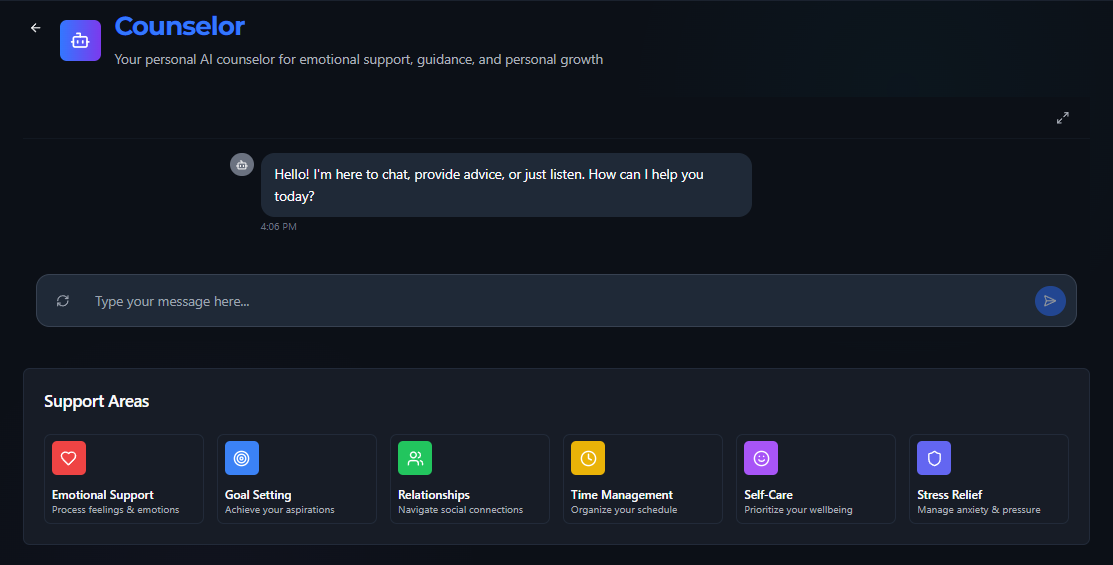 Counselor
Your personal AI counselor for emotional support, guidance, and personal growth
Hello! I'm here to chat, provide advice, or just listen. How can I help you
today?
4:06 PM
Type your message here...
Support Areas
Emotional Support
Process feelings & emotions
Goal Setting
Achieve your aspirations
Relationships
Navigate social connections
Time Management
Organize your schedule
Self-Care
Prioritize your wellbeing
Stress Relief
Manage anxiety & pressure